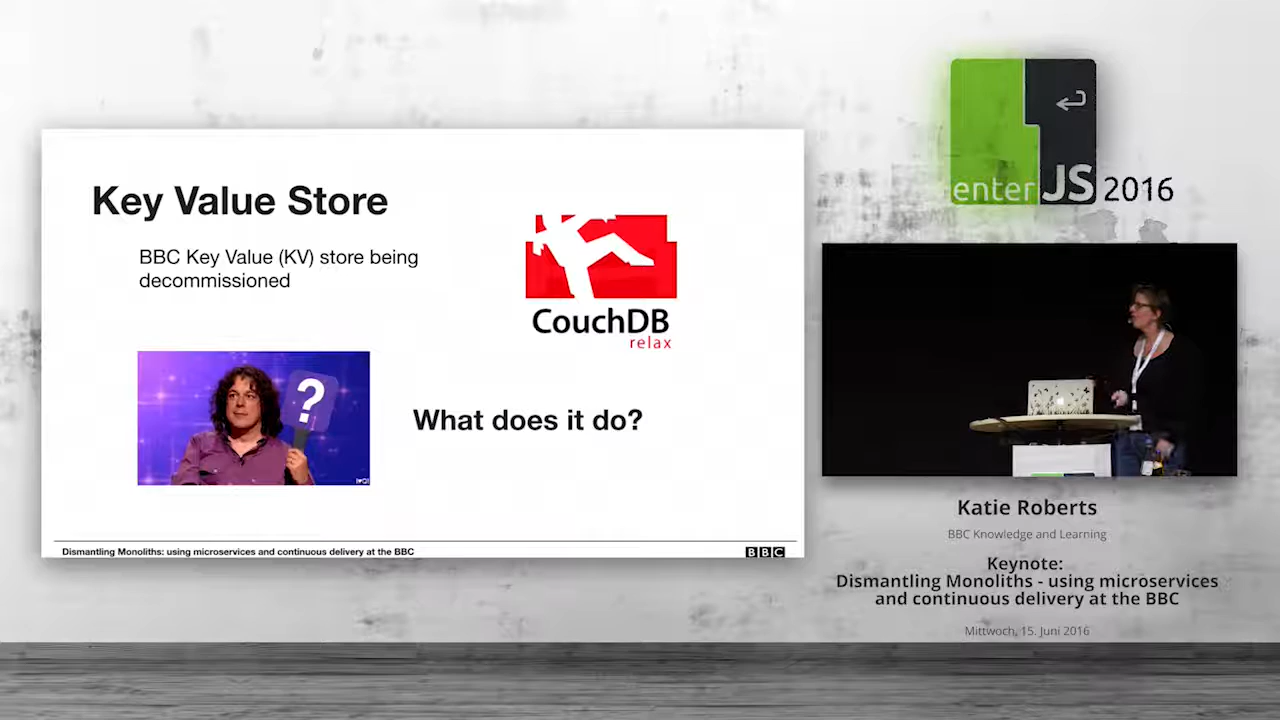 Key Value Store
BBC Key Value (KV) store being
decommissioned
CouchDB
relax
?
What does it do?
Dismantling Monoliths: using microservices and continuous delivery at the BBC
BBC
enterJS 2016
Katie Roberts
BBC Knowledge and Learning
Keynote:
Dismantling Monoliths - using microservices
and continuous delivery at the BBC
Mittwoch, 15. Juni 2016